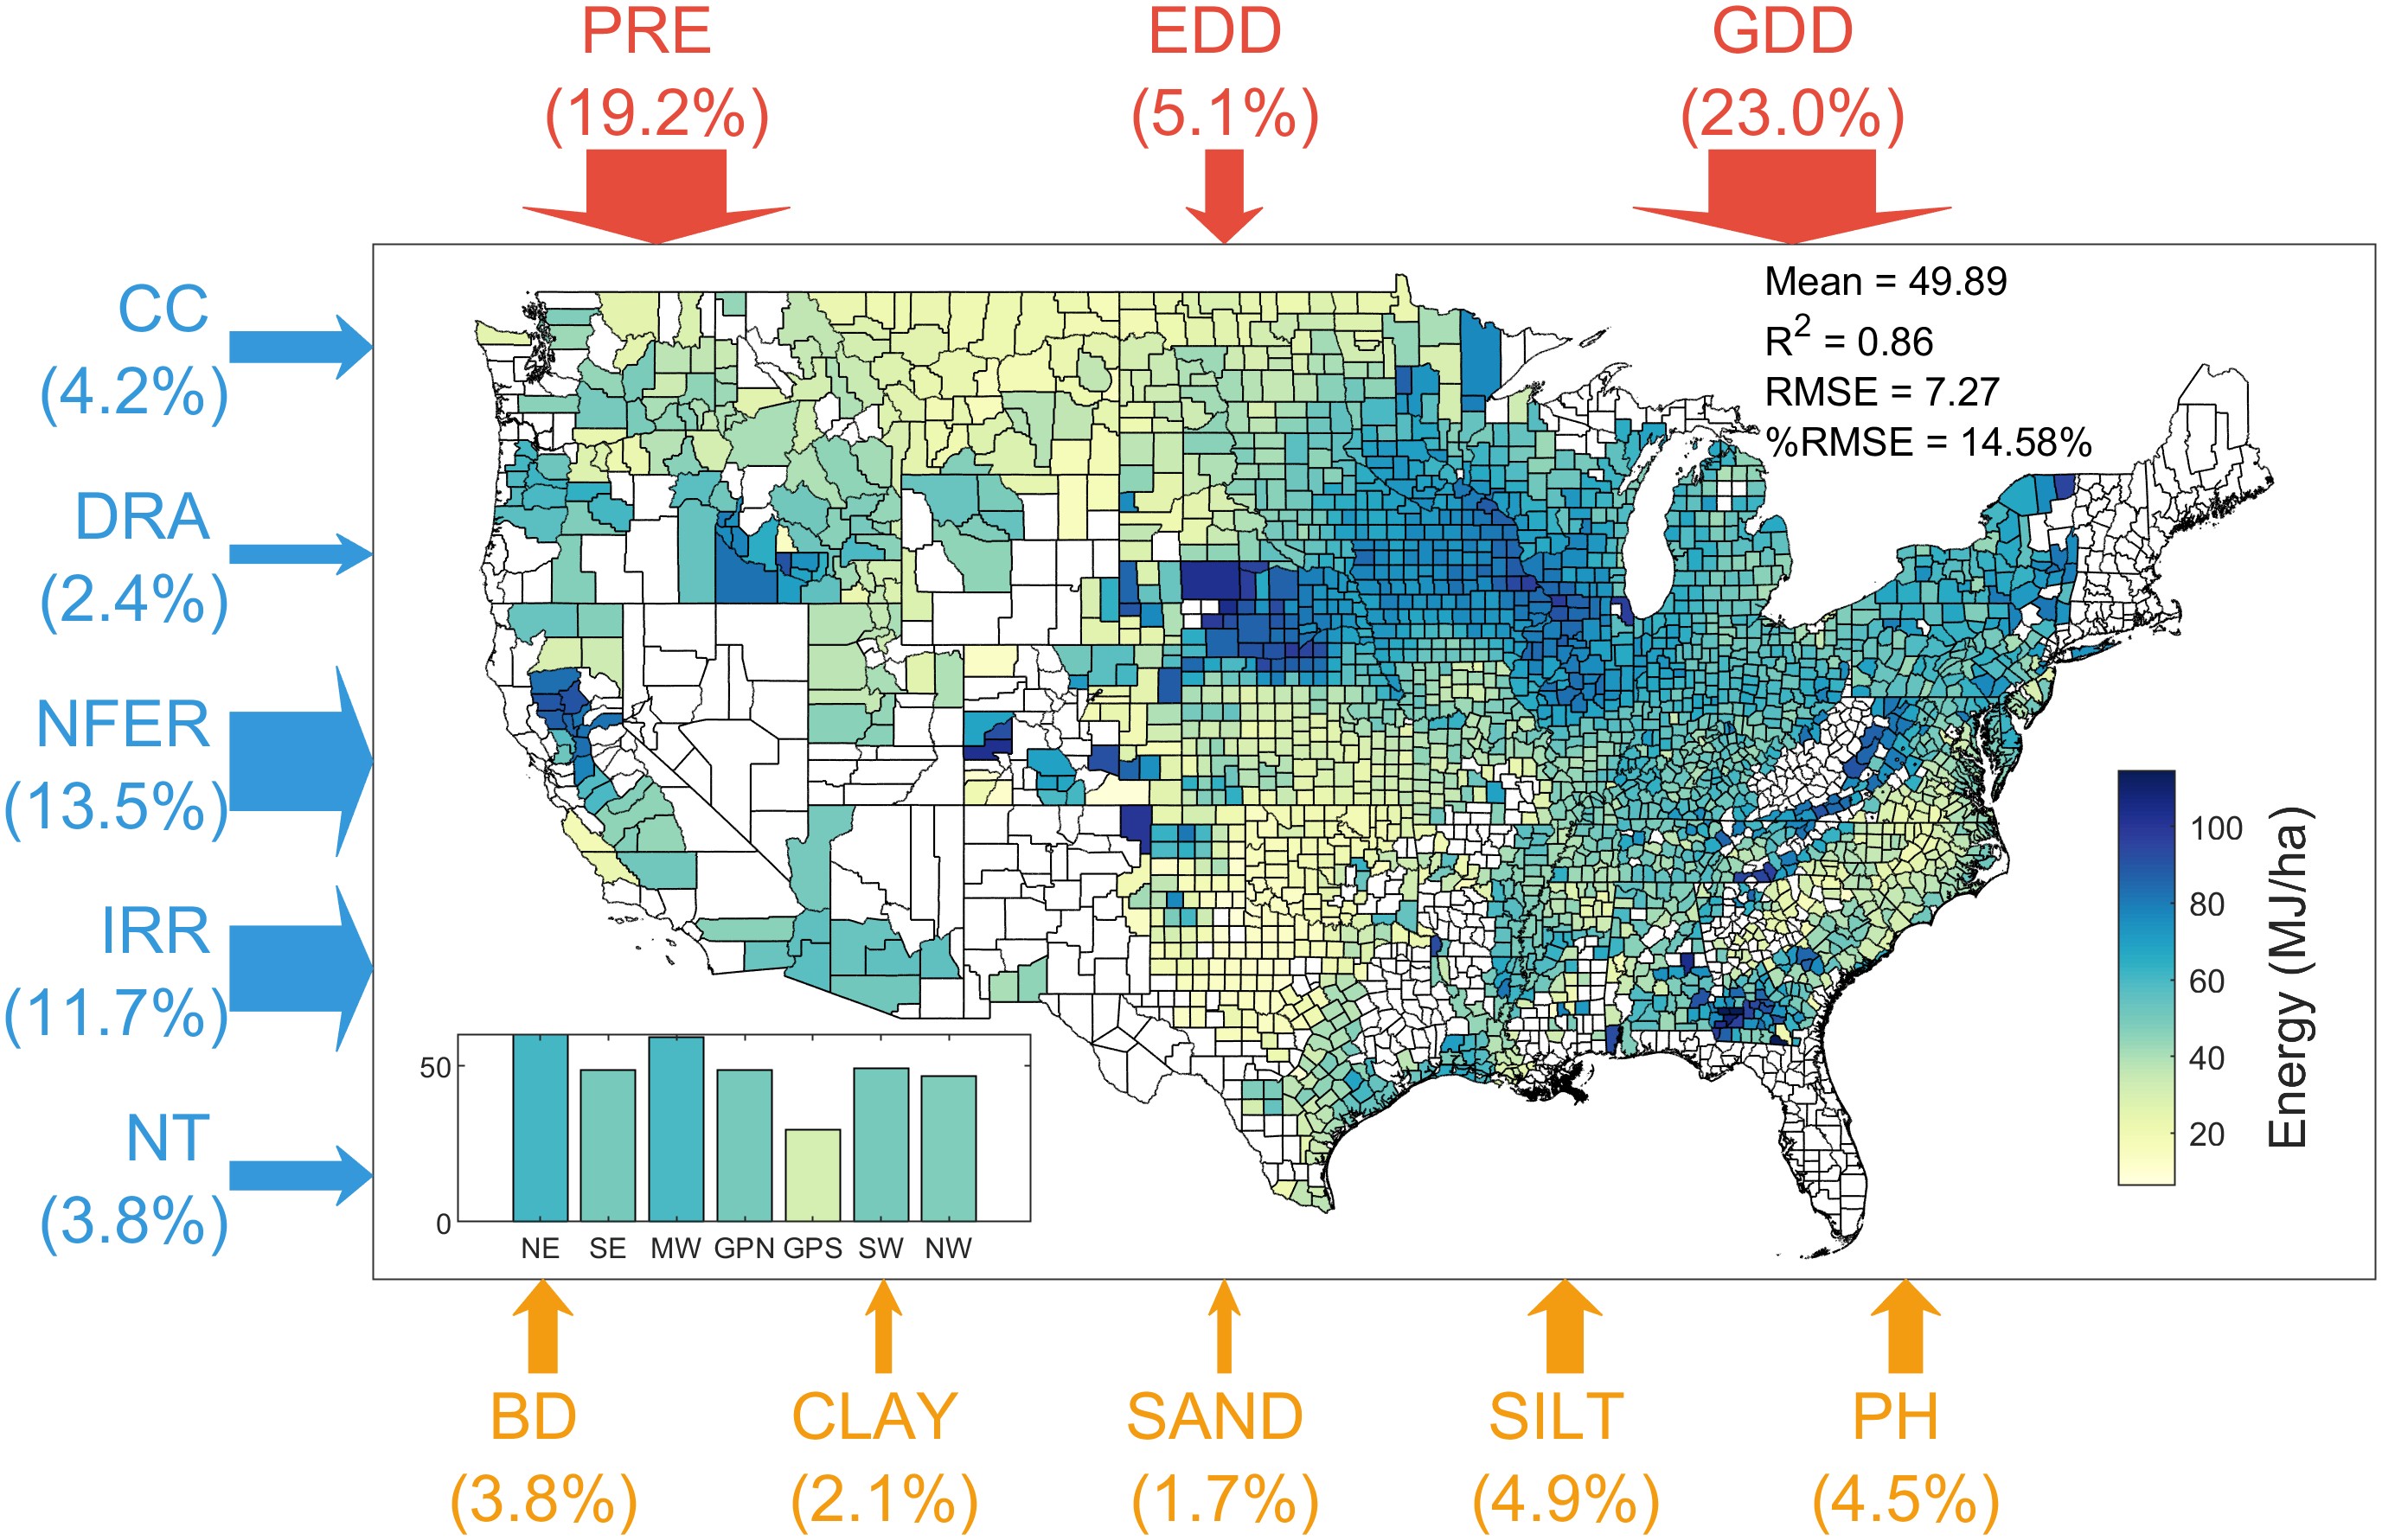 PRE
(19.2%)
EDD
(5.1%)
GDD
(23.0%)
CC
(4.2%)
DRA
(2.4%)
NFER
(13.5%)
IRR
(11.7%)
NT
(3.8%)
Mean = 49.89
R² = 0.86
RMSE = 7.27
%RMSE = 14.58%
100
80
60
40
20
Energy (MJ/ha)
50
0
NE SE MW GPN GPS SW NW
BD
(3.8%)
CLAY
(2.1%)
SAND
(1.7%)
SILT
(4.9%)
PH
(4.5%)